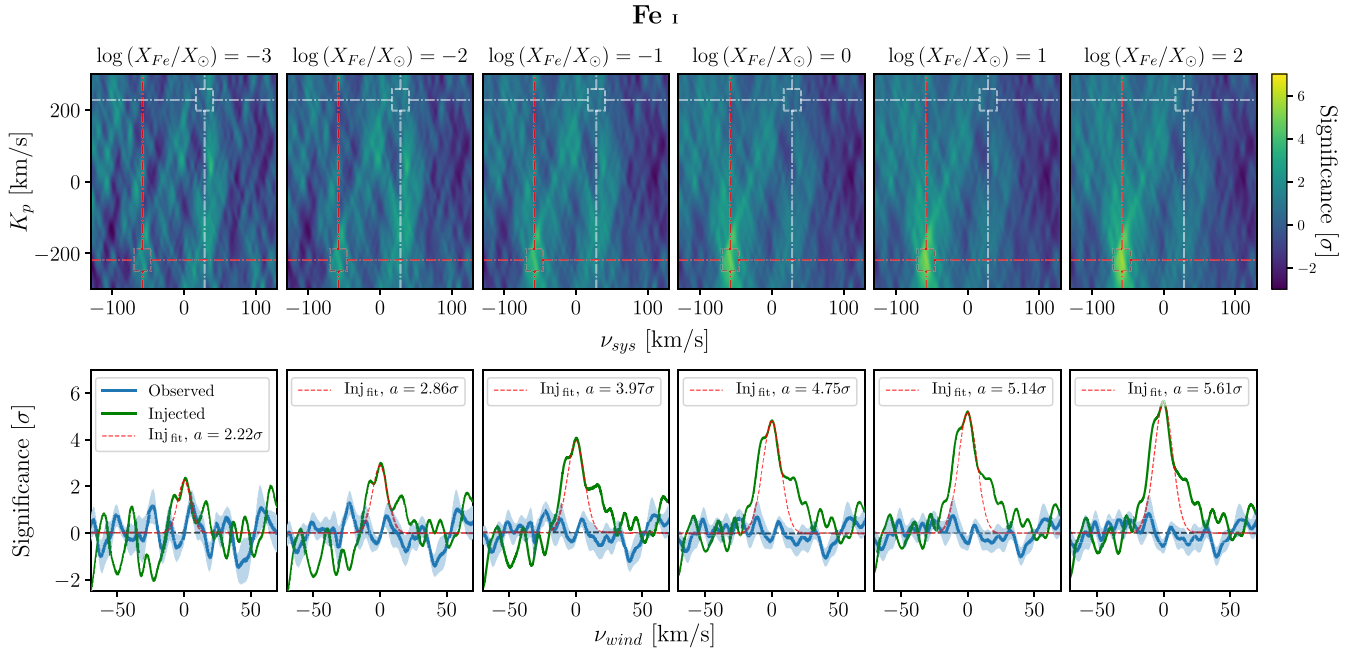 Fe I
log (X_Fe/X_⊙) = −3
log (X_Fe/X_⊙) = −2
log (X_Fe/X_⊙) = −1
log (X_Fe/X_⊙) = 0
log (X_Fe/X_⊙) = 1
log (X_Fe/X_⊙) = 2
K_p [km/s]
200
0
−200
−100 0 100
−100 0 100
−100 0 100
−100 0 100
−100 0 100
−100 0 100
ν_sys [km/s]
6
4
2
0
−2
Significance [σ]
Significance [σ]
6
4
2
0
−2
Observed
Injected
Inj_fit, a = 2.22σ
Inj_fit, a = 2.86σ
Inj_fit, a = 3.97σ
Inj_fit, a = 4.75σ
Inj_fit, a = 5.14σ
Inj_fit, a = 5.61σ
−50 0 50
−50 0 50
−50 0 50
−50 0 50
−50 0 50
−50 0 50
ν_wind [km/s]